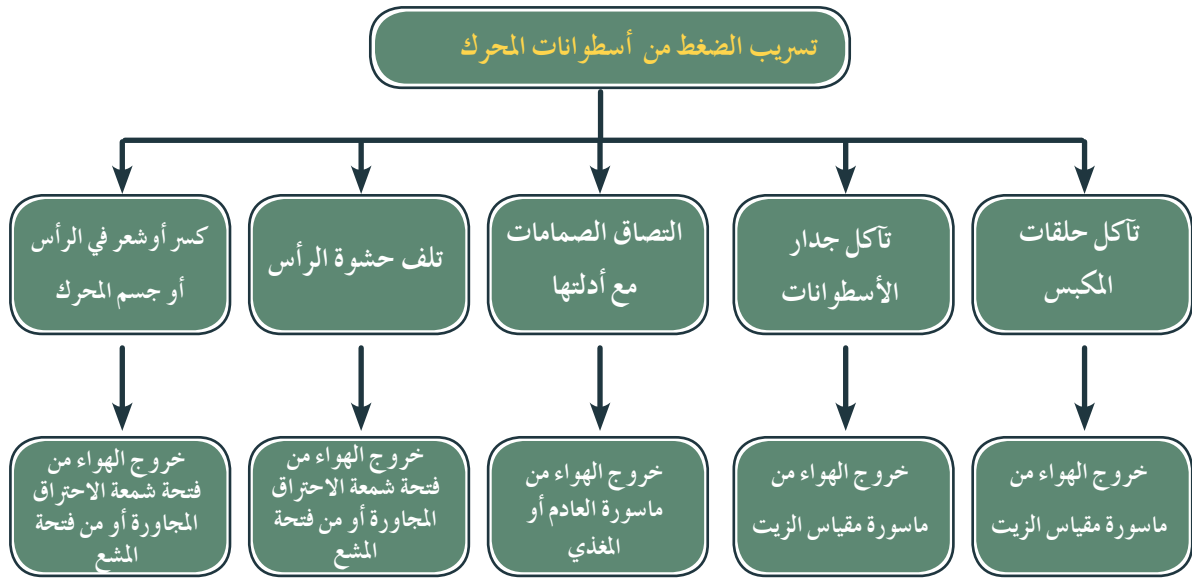 تسريب الضغط من أسطوانات المحرك
تآكل حلقات
المكبس
تآكل جدار
الأسطوانات
التصاق الصمامات
مع أدلتها
تلف حشوة الرأس
كسر أو شعر في الرأس
أو جسم المحرك
خروج الهواء من
ماسورة مقياس الزيت
خروج الهواء من
ماسورة مقياس الزيت
خروج الهواء من
ماسورة العادم أو
المغذي
خروج الهواء من
فتحة شمعة الاحتراق
المجاورة أو من فتحة
المشع
خروج الهواء من
فتحة شمعة الاحتراق
المجاورة أو من فتحة
المشع